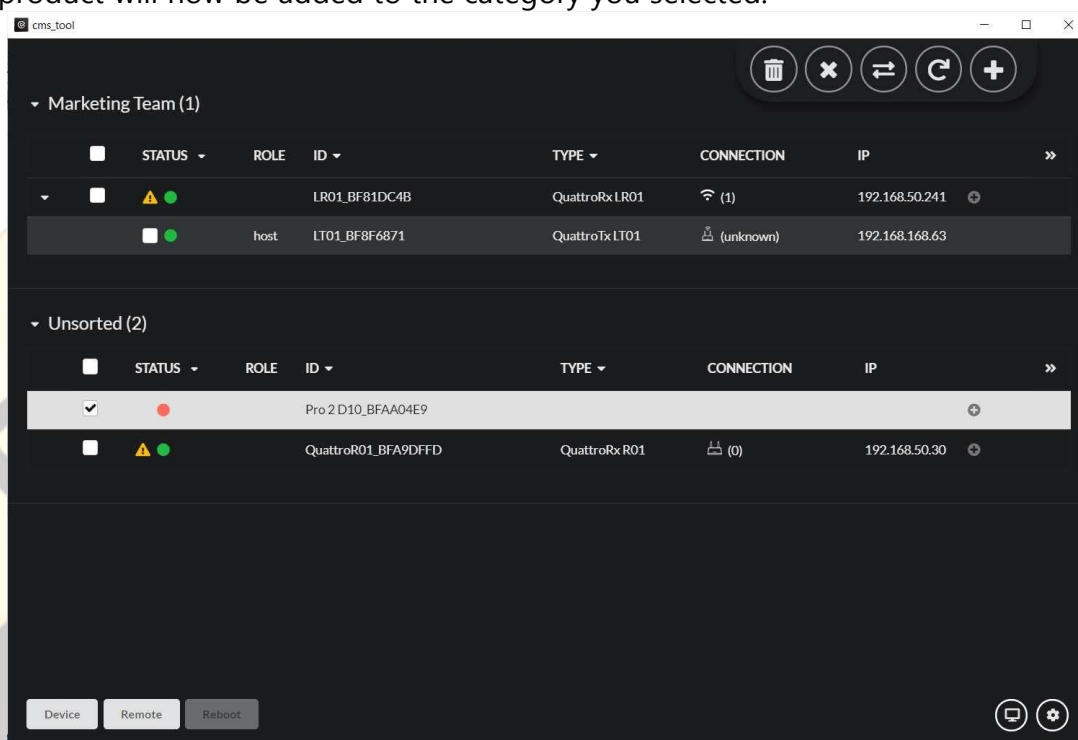 product will now be added to the category you selected.
cms_tool
Marketing Team (1)
STATUS ROLE ID TYPE CONNECTION IP
LR01_BF81DC4B QuattroRx LR01 (1) 192.168.50.241
host LT01_BF8F6871 QuattroTx LT01 (unknown) 192.168.168.63
Unsorted (2)
STATUS ROLE ID TYPE CONNECTION IP
Pro 2 D10_BFAA04E9
QuattroR01_BFA9DFFD QuattroRx R01 (0) 192.168.50.30
Device Remote Reboot